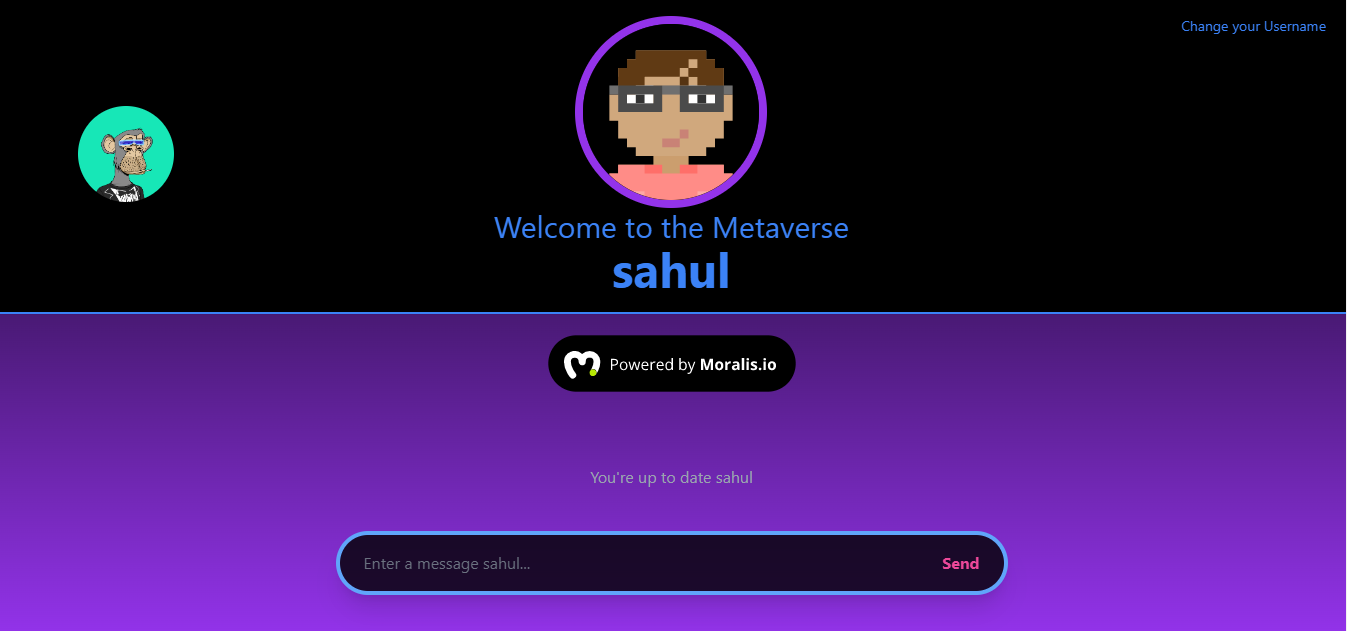 Change your Username
Welcome to the Metaverse
sahul
Powered by Moralis.io
You're up to date sahul
Enter a message sahul...
Send